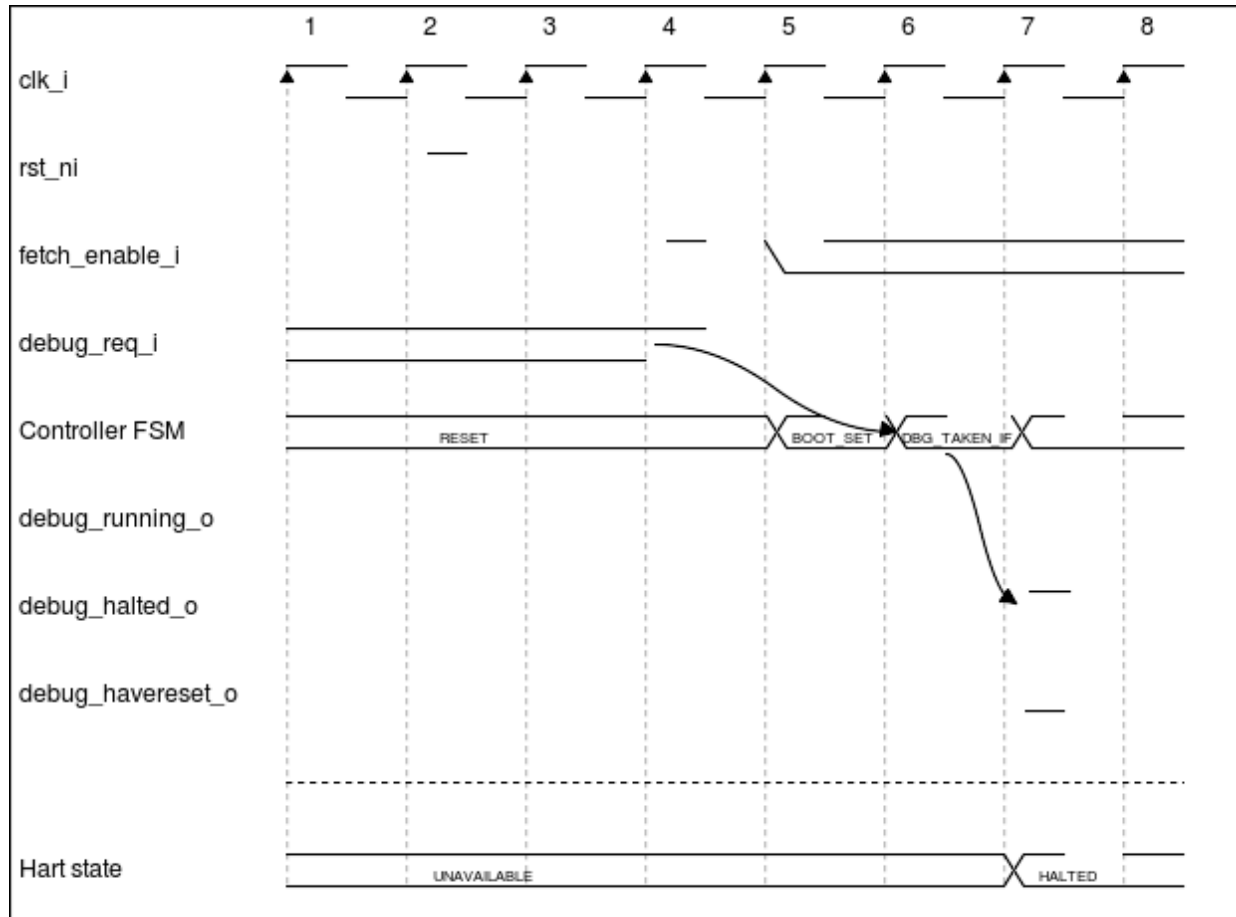 1 2 3 4 5 6 7 8
clk_i
rst_ni
fetch_enable_i
debug_req_i
Controller FSM RESET BOOT_SET DBG_TAKEN_IF
debug_running_o
debug_halted_o
debug_havereset_o
Hart state UNAVAILABLE HALTED